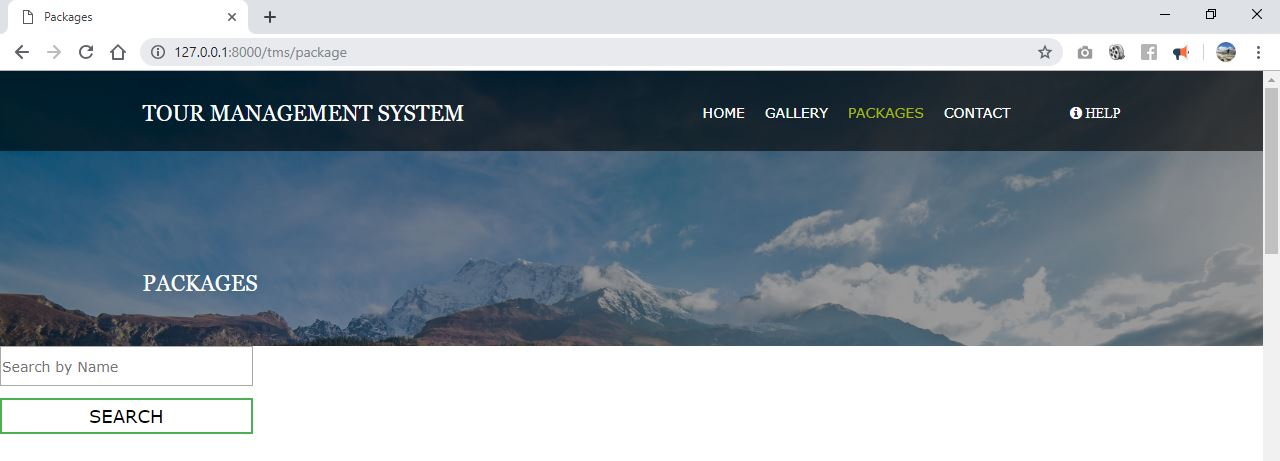 Packages
127.0.0.1:8000/tms/package
TOUR MANAGEMENT SYSTEM HOME GALLERY PACKAGES CONTACT HELP
PACKAGES
Search by Name
SEARCH